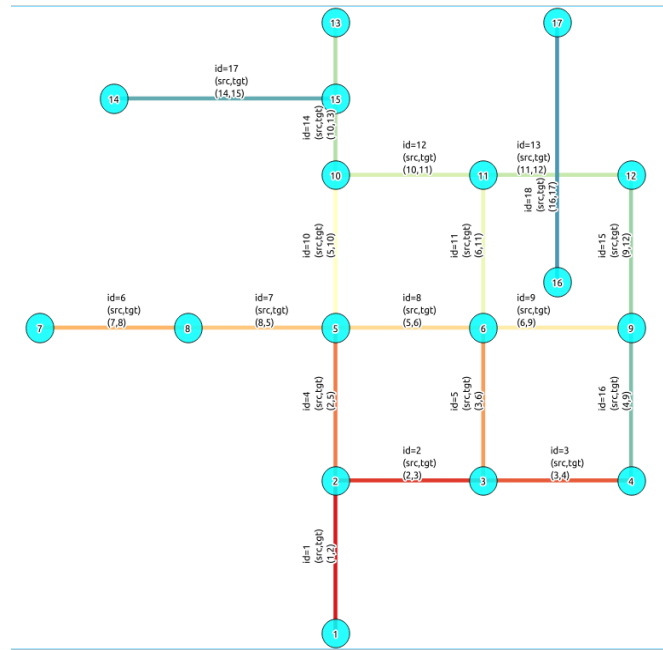 13
17
id=17
(src,tgt)
(14,15)
14
15
id=14
(src,tgt)
(10,13)
id=12
(src,tgt)
(10,11)
id=13
(src,tgt)
(11,12)
10
11
12
id=18
(src,tgt)
(16,17)
id=10
(src,tgt)
(5,10)
id=11
(src,tgt)
(6,11)
id=15
(src,tgt)
(9,12)
16
id=6
(src,tgt)
(7,8)
id=7
(src,tgt)
(8,5)
id=8
(src,tgt)
(5,6)
id=9
(src,tgt)
(6,9)
7
8
5
6
9
id=4
(src,tgt)
(2,5)
id=5
(src,tgt)
(3,6)
id=16
(src,tgt)
(4,9)
id=2
(src,tgt)
(2,3)
id=3
(src,tgt)
(3,4)
2
3
4
id=1
(src,tgt)
(1,2)
1